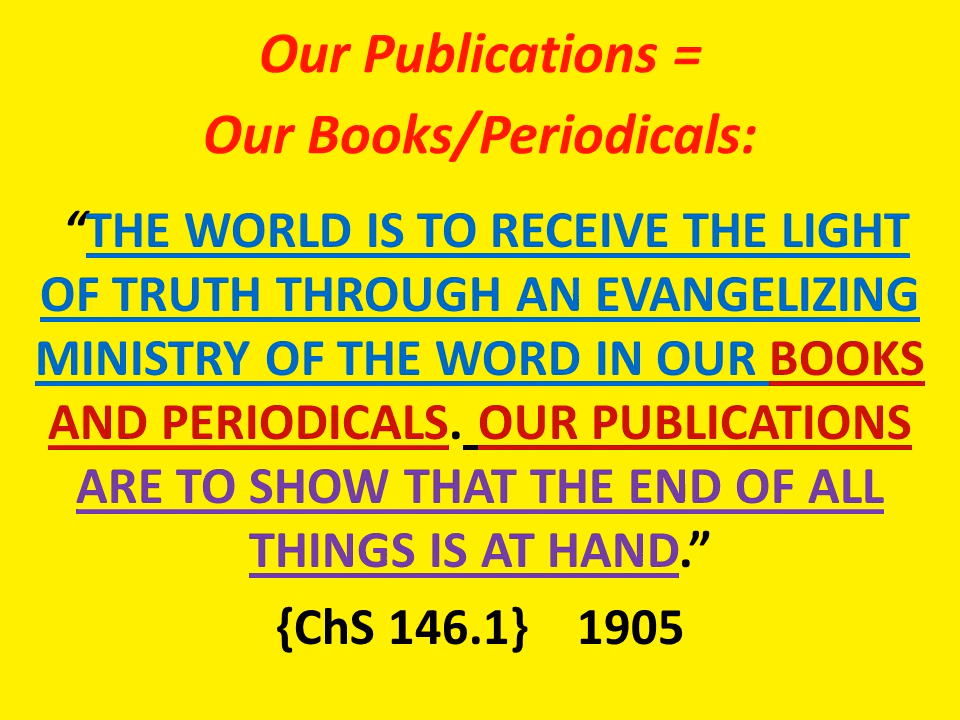 Our Publications =
Our Books/Periodicals:
“THE WORLD IS TO RECEIVE THE LIGHT
OF TRUTH THROUGH AN EVANGELIZING
MINISTRY OF THE WORD IN OUR BOOKS
AND PERIODICALS. OUR PUBLICATIONS
ARE TO SHOW THAT THE END OF ALL
THINGS IS AT HAND.”
{ChS 146.1} 1905